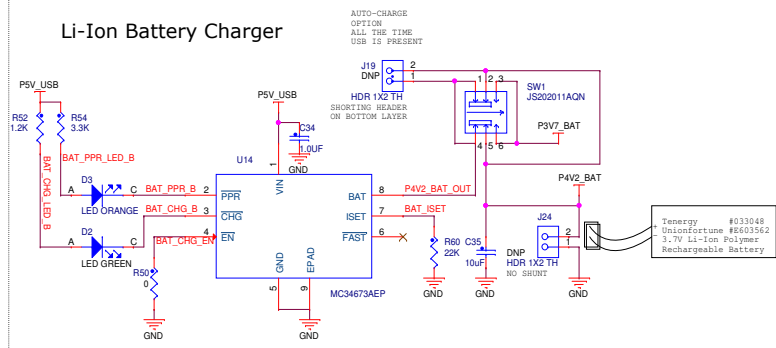 Li-Ion Battery Charger
AUTO-CHARGE
OPTION
ALL THE TIME
USB IS PRESENT
J19
DNP
2
1
HDR 1X2 TH
SHORTING HEADER
ON BOTTOM LAYER
1 2 3
SW1
JS202011AQN
4 5 6
P3V7_BAT
P5V_USB
R52
1.2K
R54
3.3K
BAT_PPR_LED_B
BAT_CHG_LED_B
P5V_USB
C34
1.0UF
GND
U14
1
VIN
D3
A
C
LED ORANGE
BAT_PPR_B
2
PPR
D2
A
C
LED GREEN
BAT_CHG_B
3
CHG
BAT_CHG_EN
4
EN
R50
0
GND
BAT
8
P4V2_BAT_OUT
ISET
7
BAT_ISET
FAST
6
GND
EPAD
5
9
MC34673AEP
GND
R60
22K
GND
C35
10uF
GND
P4V2_BAT
J24
2
1
DNP
HDR 1X2 TH
NO SHUNT
GND
+
-
Tenergy #033048
Unionfortune #E603562
3.7V Li-Ion Polymer
Rechargeable Battery